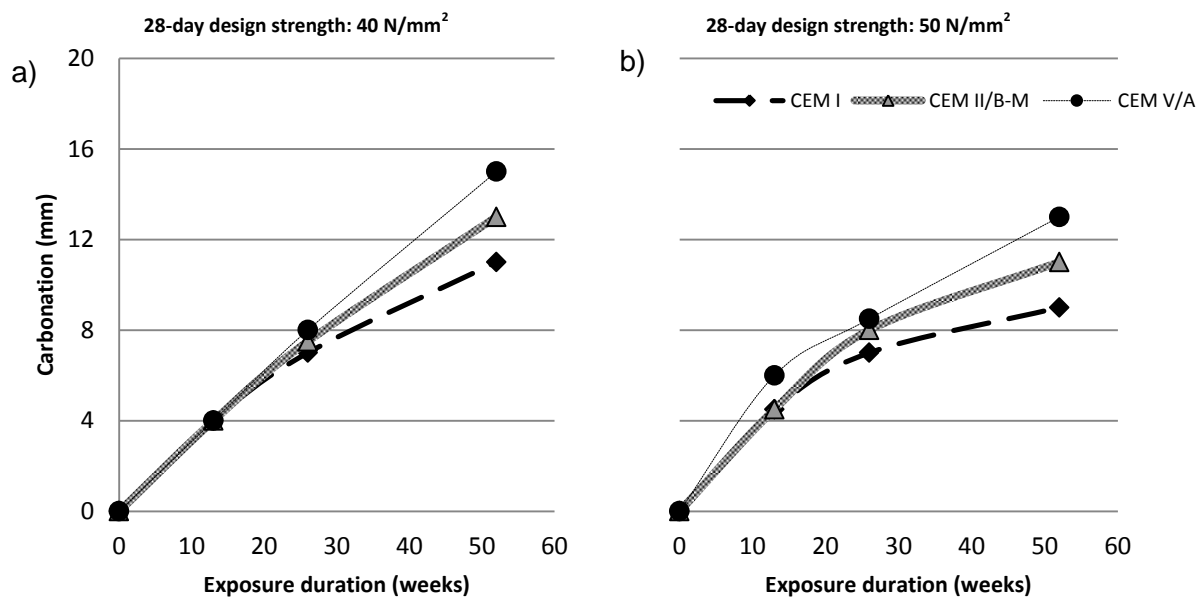 28-day design strength: 40 N/mm²
a)
20
16
12
8
4
0
Carbonation (mm)
0 10 20 30 40 50 60
Exposure duration (weeks)
28-day design strength: 50 N/mm²
b)
CEM I CEM II/B-M CEM V/A
0 10 20 30 40 50 60
Exposure duration (weeks)